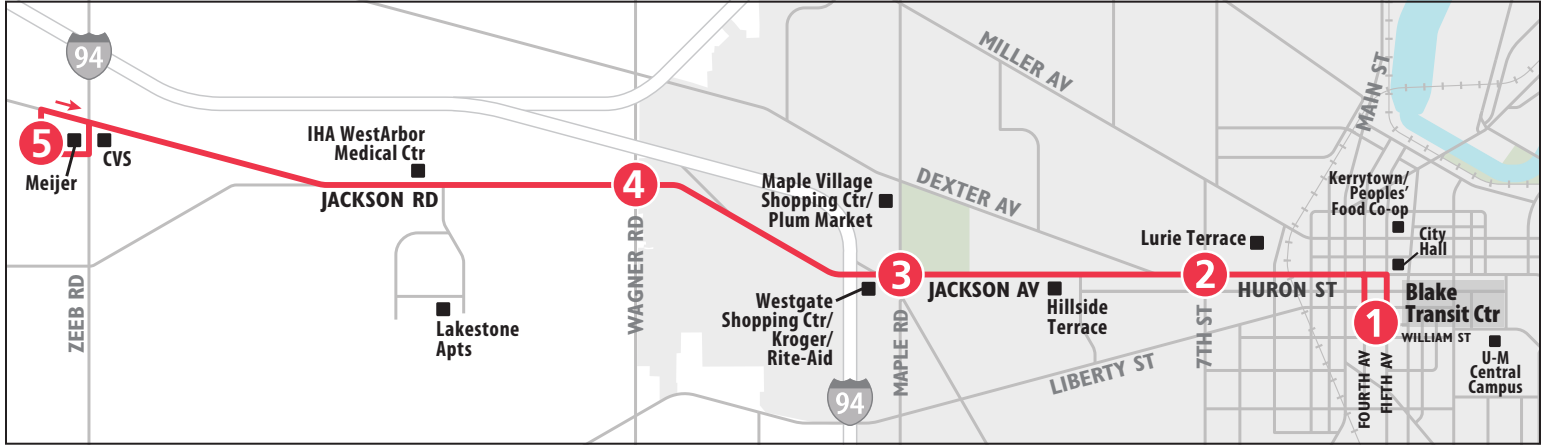 94
5
Meijer
CVS
ZEEB RD
IHA WestArbor
Medical Ctr
JACKSON RD
Lakestone
Apts
4
WAGNER RD
Maple Village
Shopping Ctr/
Plum Market
Westgate
Shopping Ctr/
Kroger/
Rite-Aid
94
3
MAPLE RD
JACKSON AV
DEXTER AV
MILLER AV
Hillside
Terrace
LIBERTY ST
Lurie Terrace
2
7TH ST
HURON ST
MAIN ST
Kerrytown/
Peoples'
Food Co-op
City
Hall
1
Blake
Transit Ctr
WILLIAM ST
FOURTH AV
FIFTH AV
U-M
Central
Campus